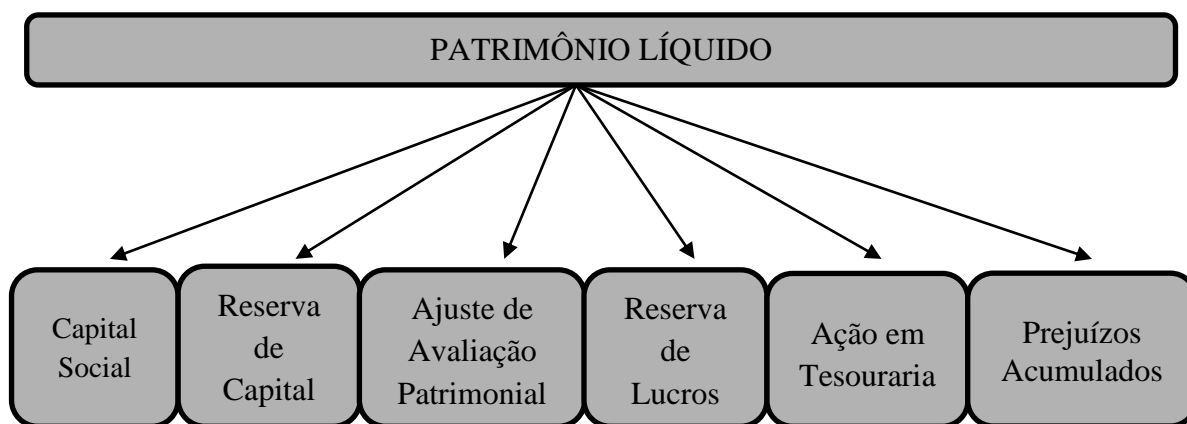 PATRIMÔNIO LÍQUIDO
Capital
Social
Reserva
de
Capital
Ajuste de
Avaliação
Patrimonial
Reserva
de
Lucros
Ação em
Tesouraria
Prejuízos
Acumulados